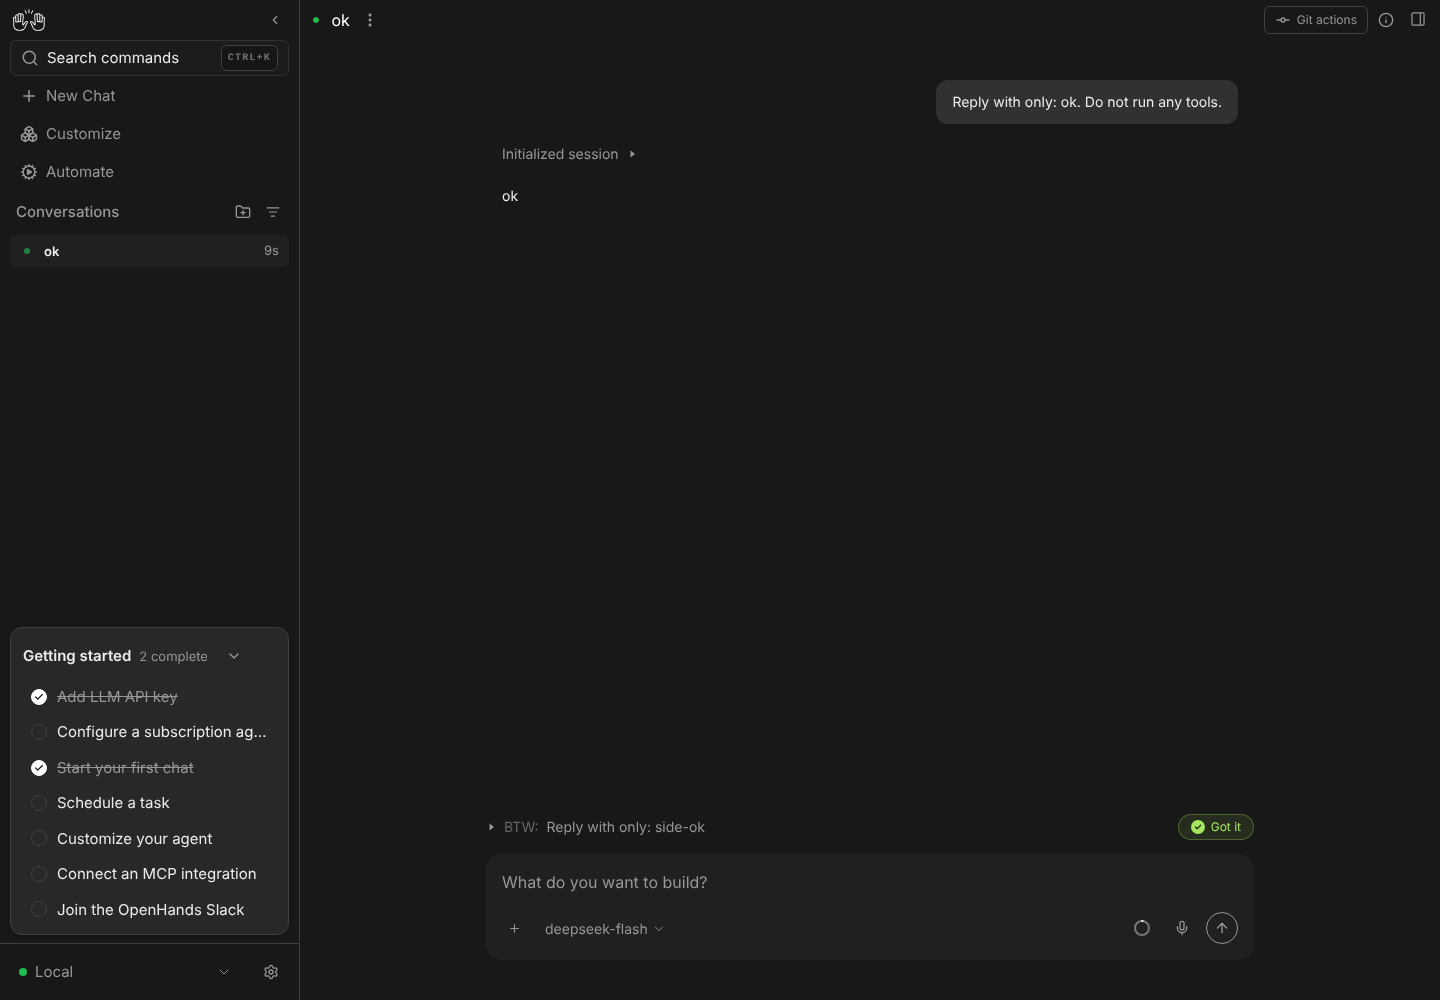 Search commands CTRL+K
New Chat
Customize
Automate
Conversations
ok 9s
Getting started 2 complete
Add LLM API key
Configure a subscription ag...
Start your first chat
Schedule a task
Customize your agent
Connect an MCP integration
Join the OpenHands Slack
Local
ok
Git actions
Reply with only: ok. Do not run any tools.
Initialized session
ok
BTW: Reply with only: side-ok
Got it
What do you want to build?
deepseek-flash